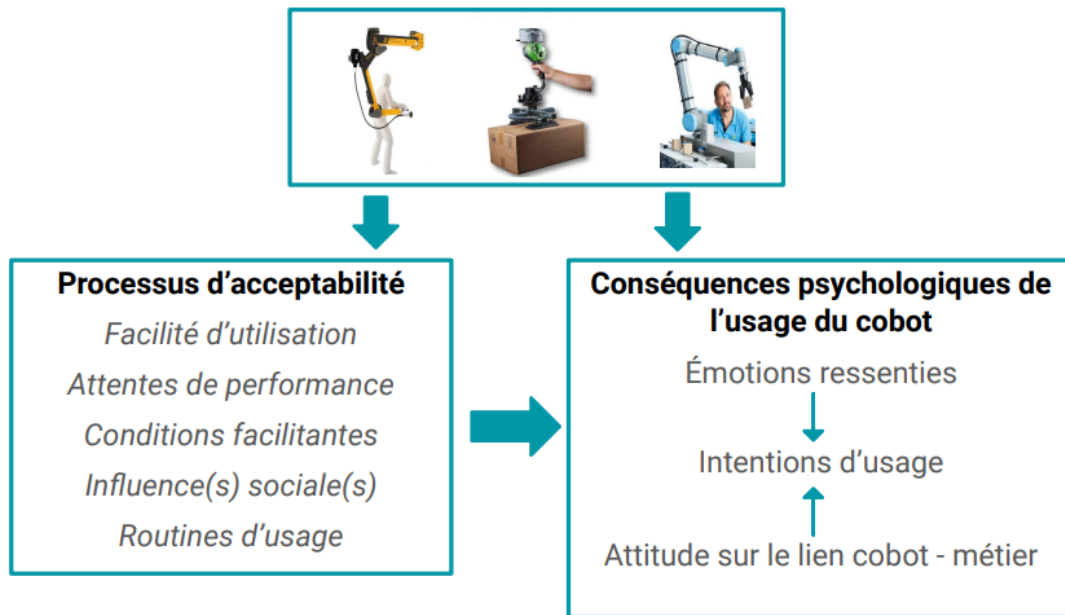 Processus d'acceptabilité
Facilité d'utilisation
Attentes de performance
Conditions facilitantes
Influence(s) sociale(s)
Routines d'usage
Conséquences psychologiques de
l'usage du cobot
Émotions ressenties
Intentions d'usage
Attitude sur le lien cobot - métier